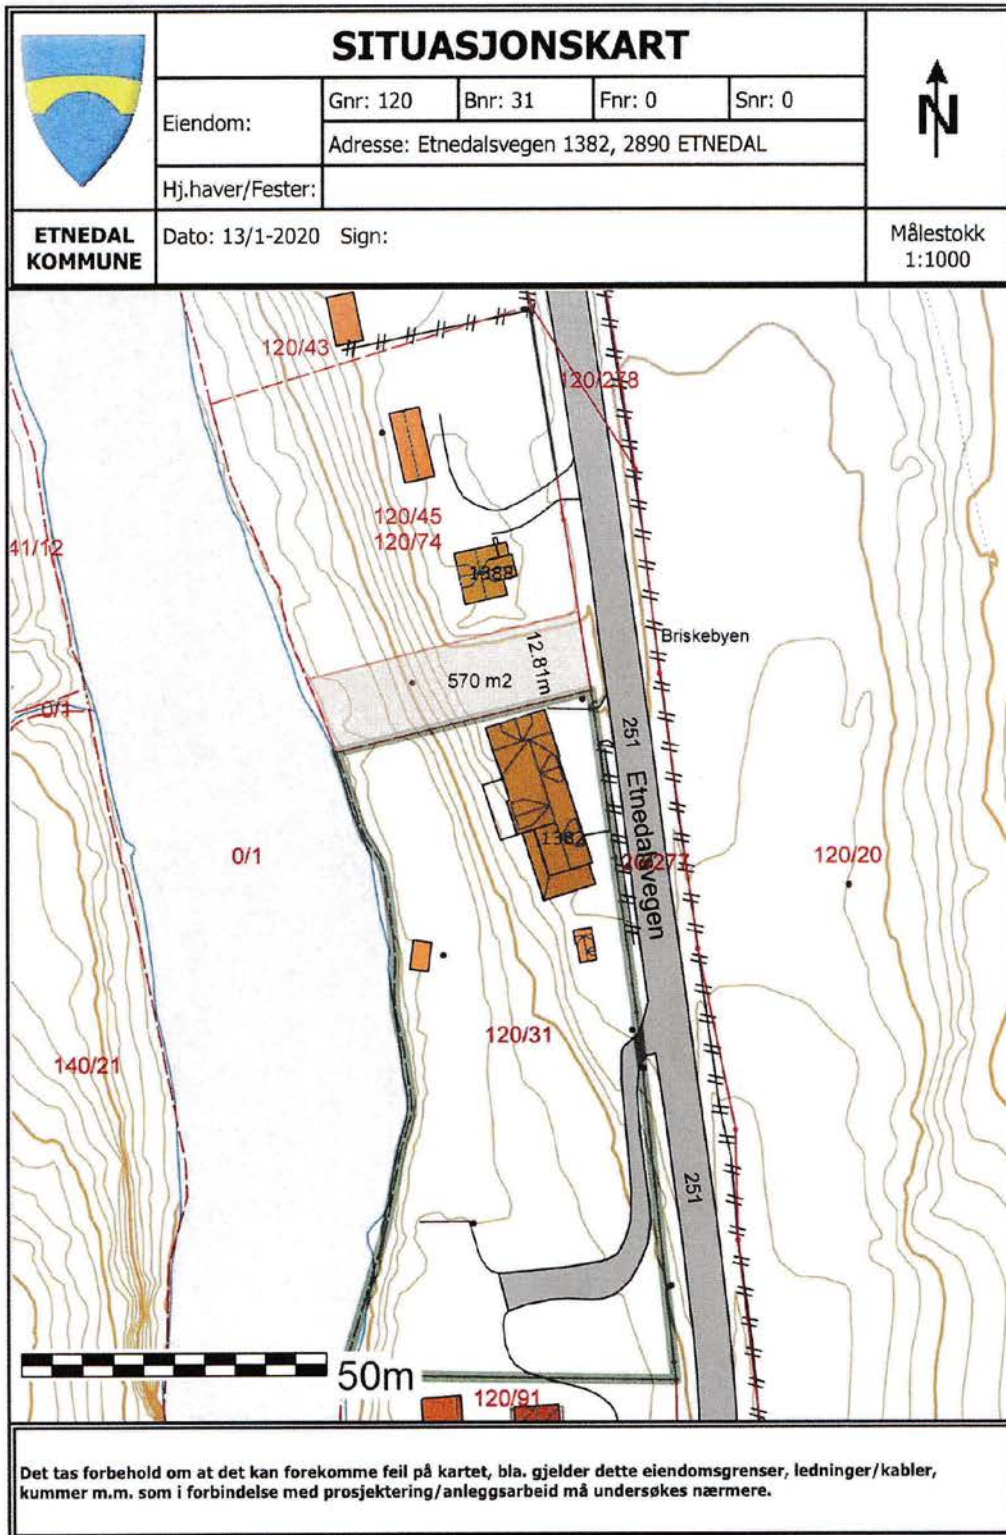 SITUASJONSKART
Eiendom:
Gnr: 120
Bnr: 31
Fnr: 0
Snr: 0
Adresse: Etnedalsvegen 1382, 2890 ETNEDAL
Hj.haver/Fester:
N
ETNEDAL
KOMMUNE
Dato: 13/1-2020 Sign:
Målestokk
1:1000
120/43
120/278
120/45
120/74
41/12
1388
Briskebyen
12.81m
570 m2
0/1
251
Etnedalsvegen
1382
0/1
120/20
120/31
140/21
251
50m
120/91
Det tas forbehold om at det kan forekomme feil på kartet, bla. gjelder dette eiendomsgrenser, ledninger/kabler,
kummer m.m. som i forbindelse med prosjektering/anleggsarbeid må undersøkes nærmere.